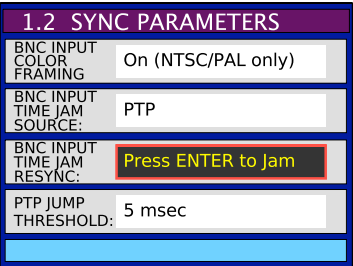 1.2 SYNC PARAMETERS
BNC INPUT
COLOR
FRAMING
On (NTSC/PAL only)
BNC INPUT
TIME JAM
SOURCE:
PTP
BNC INPUT
TIME JAM
RESYNC:
Press ENTER to Jam
PTP JUMP
THRESHOLD:
5 msec